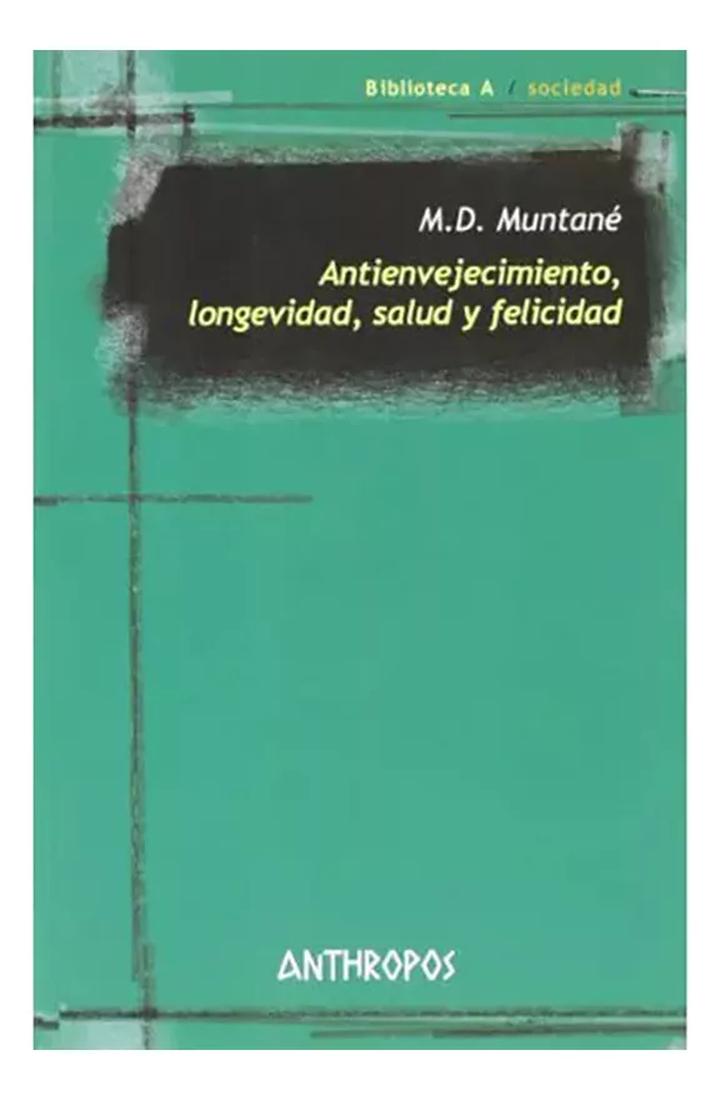 Biblioteca A / sociedad
M.D. Muntané
Antienvejecimiento,
longevidad, salud y felicidad
ANTHROPOS